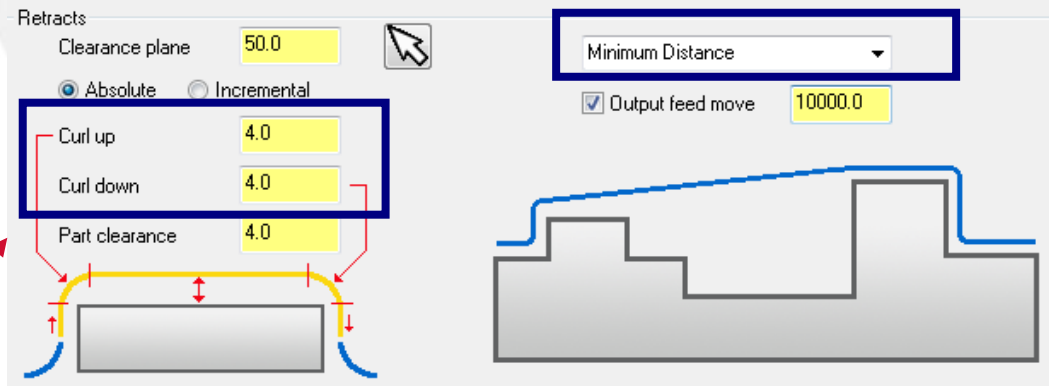 Retracts
Clearance plane 50.0
Absolute Incremental
Curl up 4.0
Curl down 4.0
Part clearance 4.0
Minimum Distance
Output feed move 10000.0